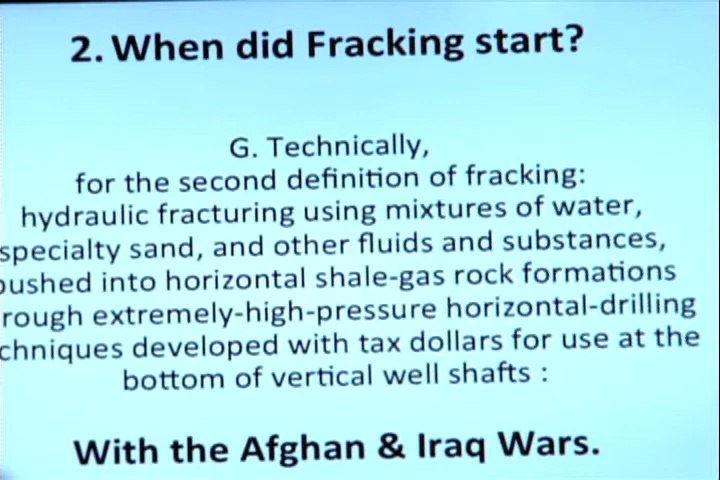 2. When did Fracking start?
G. Technically,
for the second definition of fracking:
hydraulic fracturing using mixtures of water,
specialty sand, and other fluids and substances,
pushed into horizontal shale-gas rock formations
rough extremely-high-pressure horizontal-drilling
chniques developed with tax dollars for use at the
bottom of vertical well shafts :
With the Afghan & Iraq Wars.